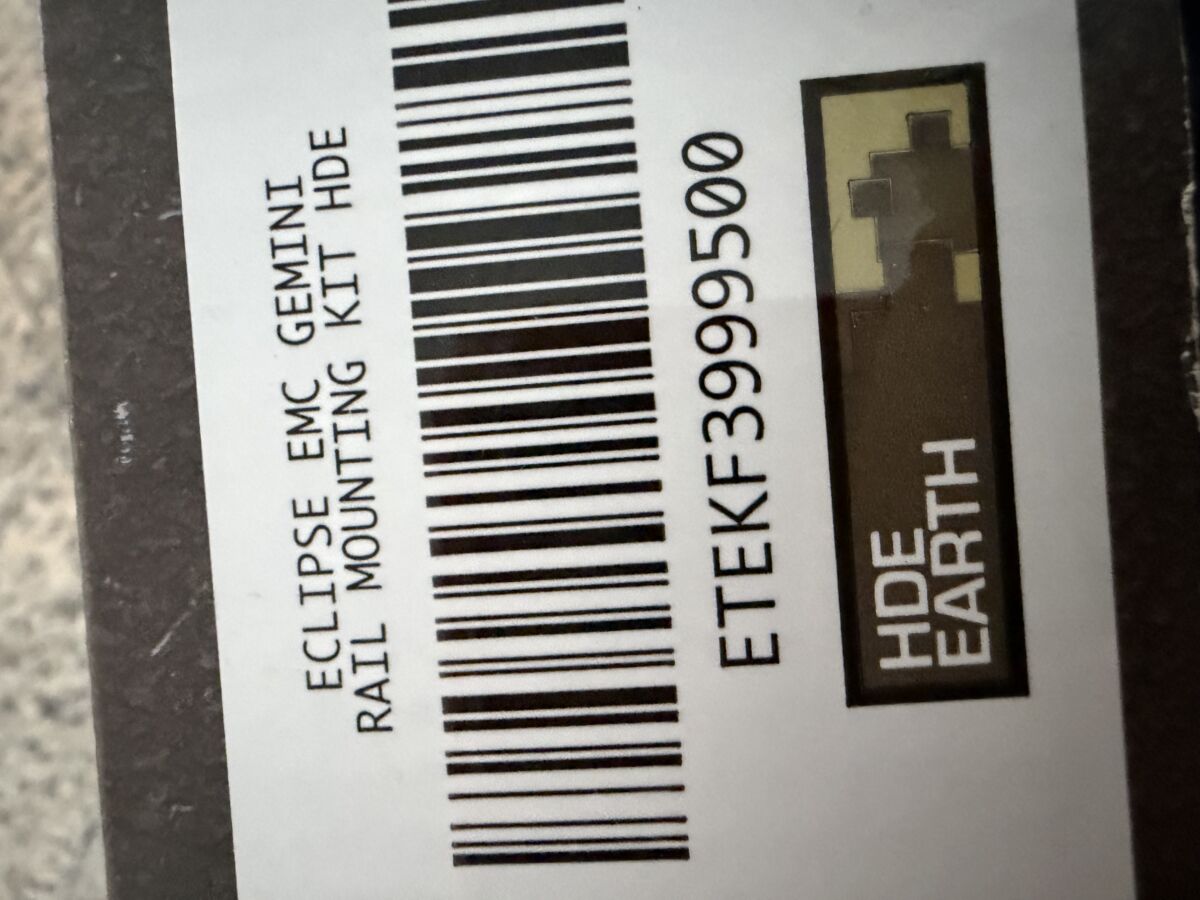 ECLIPSE EMC GEMINI
RAIL MOUNTING KIT HDE
ETEKF3999500
HDE
EARTH